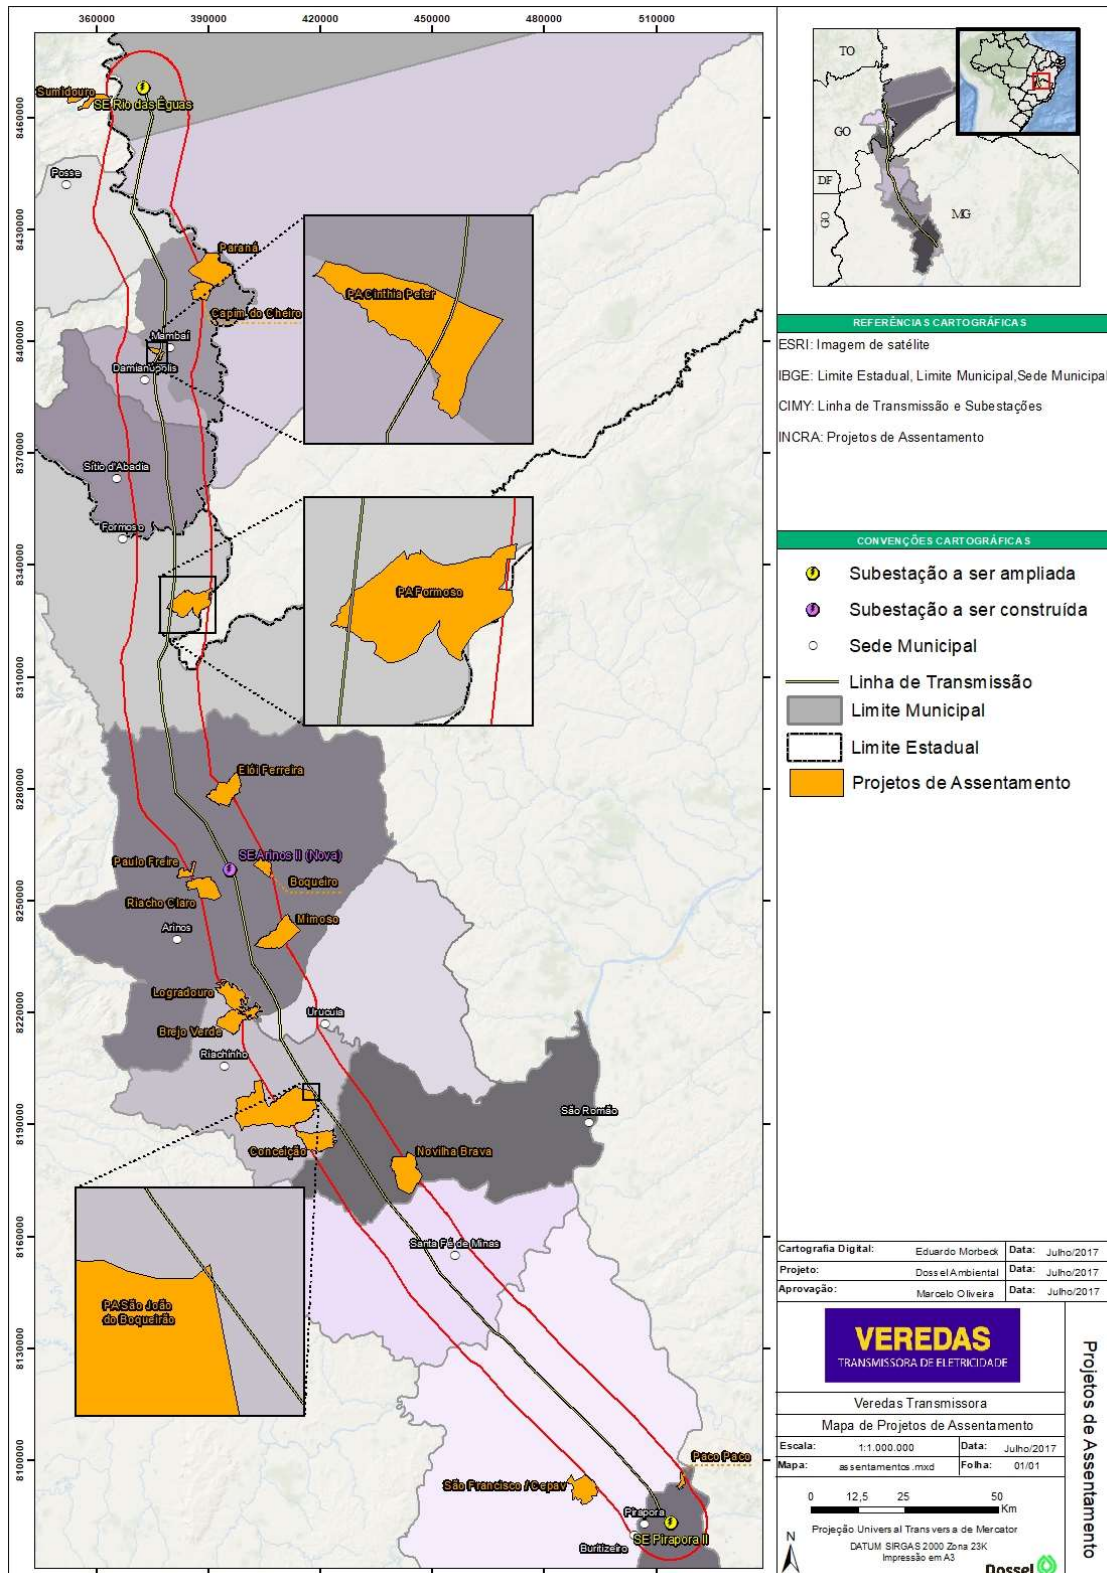 360000
390000
420000
450000
480000
510000
8460000
8430000
8400000
8370000
8340000
8310000
8280000
8250000
8220000
8190000
8160000
8130000
8100000
Sumidouro
SE Rio das Éguas
Posse
Paraná
Capim do Cheiro
Mambaí
Damianópolis
PA Cinthia Peter
Sítio d'Abadia
Formoso
PA Formoso
Elói Ferreira
SE Arinos II (Nova)
Paulo Freire
Boqueiro
Riacho Claro
Mimoso
Arinos
Logradouro
Urucuia
Brejo Verde
Riachinho
São Romão
Conceição
Novilha Brava
Santa Fé de Minas
PA São João
do Boqueirão
Paco Paco
São Francisco / Cepav
Pirapora
SE Pirapora II
Buritizeiro
TO
GO
DF
GO
MG
REFERÊNCIAS CARTOGRÁFICAS
ESRI: Imagem de satélite
IBGE: Limite Estadual, Limite Municipal,Sede Municipal
CIMY: Linha de Transmissão e Subestações
INCRA: Projetos de Assentamento
CONVENÇÕES CARTOGRÁFICAS
Subestação a ser ampliada
Subestação a ser construída
Sede Municipal
Linha de Transmissão
Limite Municipal
Limite Estadual
Projetos de Assentamento
Cartografia Digital: Eduardo Morbeck Data: Julho/2017
Projeto: Dossel Ambiental Data: Julho/2017
Aprovação: Marcelo Oliveira Data: Julho/2017
VEREDAS
TRANSMISSORA DE ELETRICIDADE
Veredas Transmissora
Mapa de Projetos de Assentamento
Escala: 1:1.000.000 Data: Julho/2017
Mapa: assentamentos.mxd Folha: 01/01
0 12,5 25 50
Km
Projeção Universal Transversa de Mercator
DATUM SIRGAS 2000 Zona 23K
Impressão em A3
N
Dossel
Projetos de Assentamento